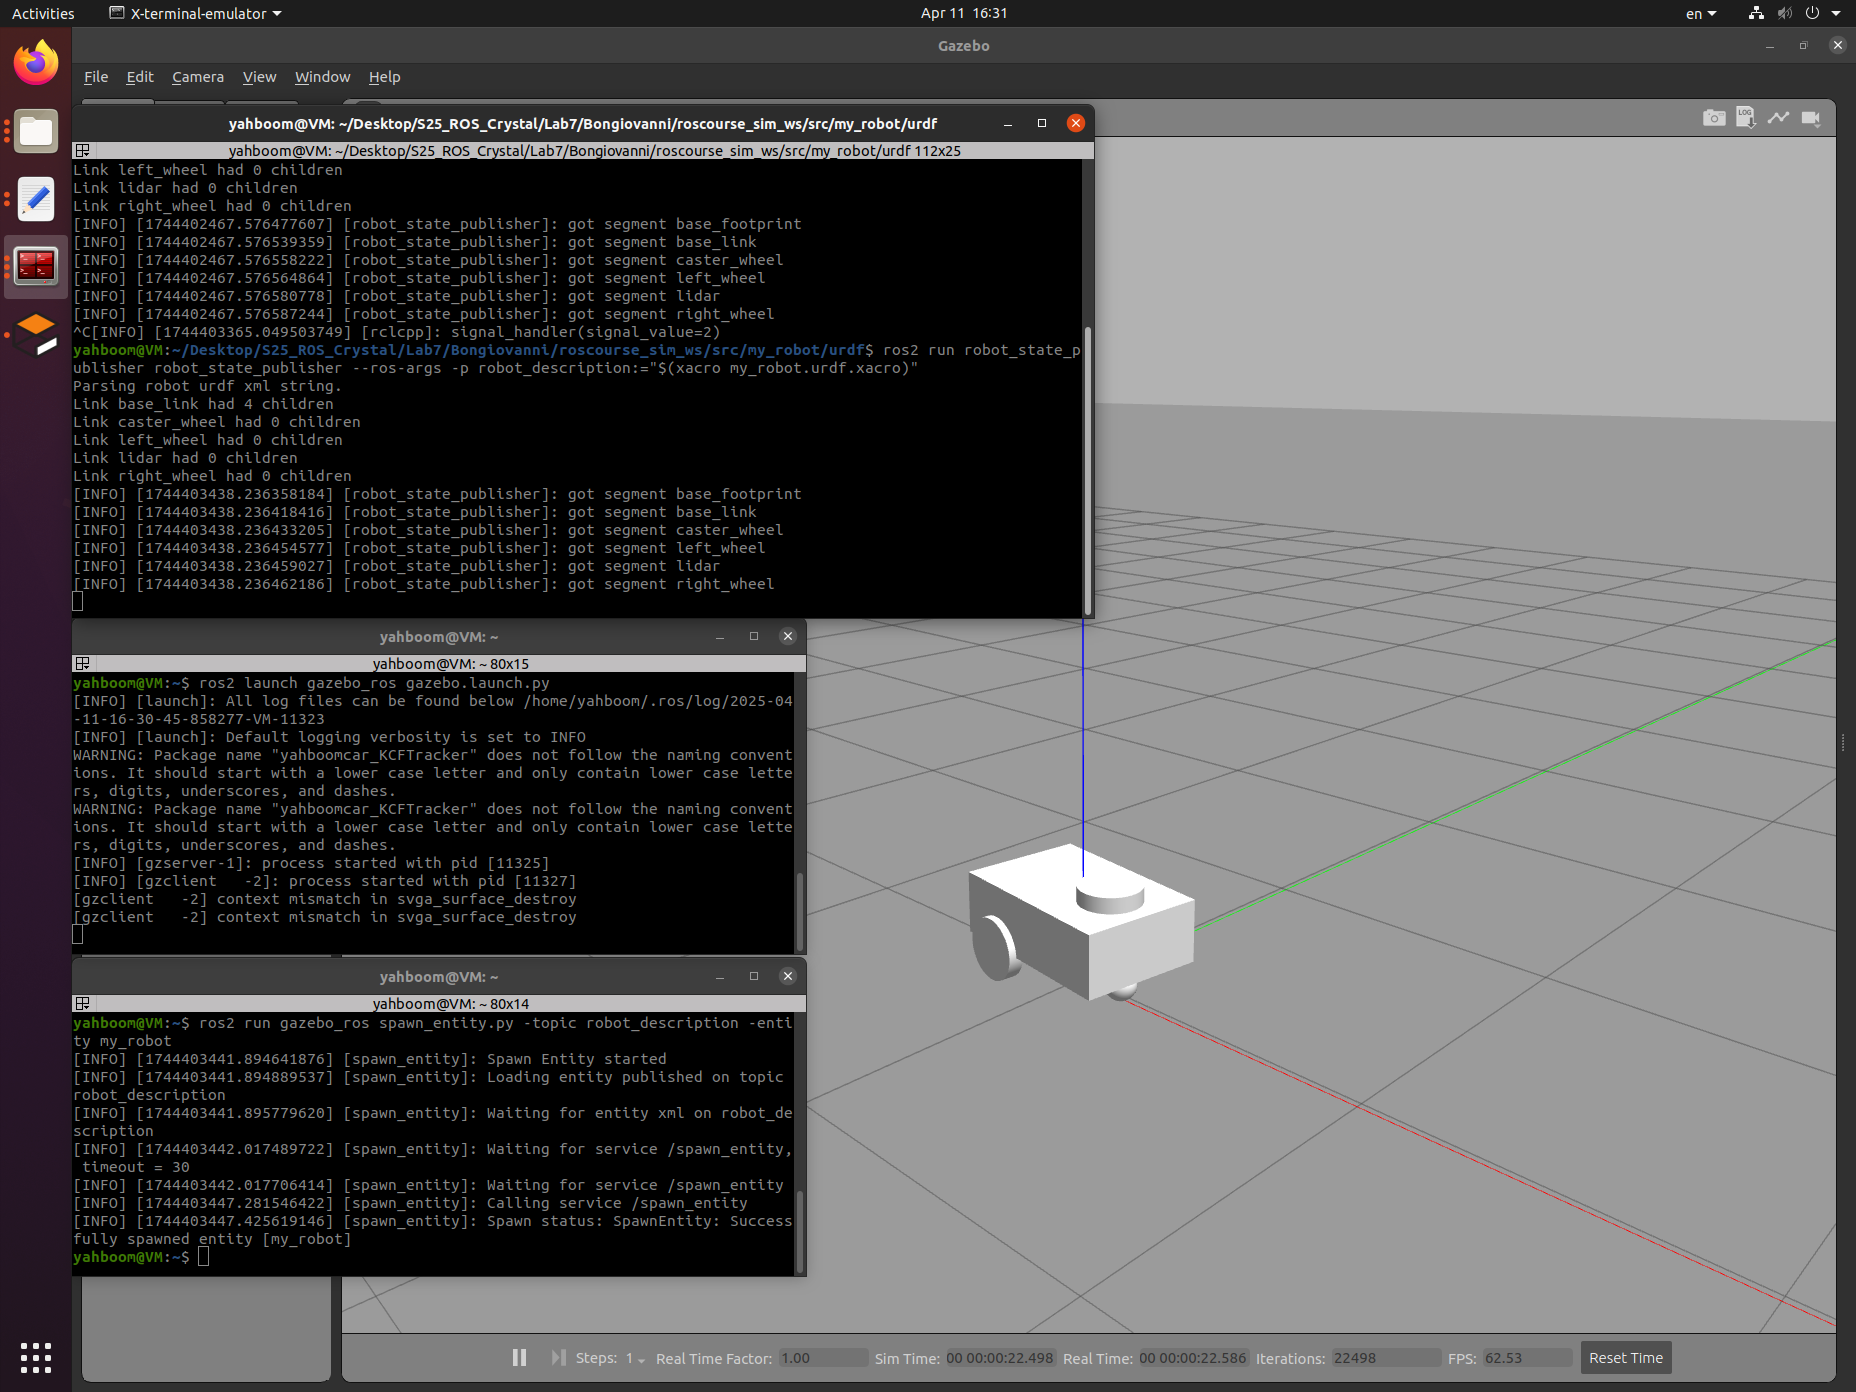 Activities
X-terminal-emulator
Apr 11 16:31
en
Gazebo
File Edit Camera View Window Help
LOG
yahboom@VM: ~/Desktop/S25_ROS_Crystal/Lab7/Bongiovanni/roscourse_sim_ws/src/my_robot/urdf
yahboom@VM: ~/Desktop/S25_ROS_Crystal/Lab7/Bongiovanni/roscourse_sim_ws/src/my_robot/urdf 112x25
Link left_wheel had 0 children
Link lidar had 0 children
Link right_wheel had 0 children
[INFO] [1744402467.576477607] [robot_state_publisher]: got segment base_footprint
[INFO] [1744402467.576539359] [robot_state_publisher]: got segment base_link
[INFO] [1744402467.576558222] [robot_state_publisher]: got segment caster_wheel
[INFO] [1744402467.576564864] [robot_state_publisher]: got segment left_wheel
[INFO] [1744402467.576580778] [robot_state_publisher]: got segment lidar
[INFO] [1744402467.576587244] [robot_state_publisher]: got segment right_wheel
^C[INFO] [1744403365.049503749] [rclcpp]: signal_handler(signal_value=2)
yahboom@VM:~/Desktop/S25_ROS_Crystal/Lab7/Bongiovanni/roscourse_sim_ws/src/my_robot/urdf$ ros2 run robot_state_p
ublisher robot_state_publisher --ros-args -p robot_description:="$(xacro my_robot.urdf.xacro)"
Parsing robot urdf xml string.
Link base_link had 4 children
Link caster_wheel had 0 children
Link left_wheel had 0 children
Link lidar had 0 children
Link right_wheel had 0 children
[INFO] [1744403438.236358184] [robot_state_publisher]: got segment base_footprint
[INFO] [1744403438.236418416] [robot_state_publisher]: got segment base_link
[INFO] [1744403438.236433205] [robot_state_publisher]: got segment caster_wheel
[INFO] [1744403438.236454577] [robot_state_publisher]: got segment left_wheel
[INFO] [1744403438.236459027] [robot_state_publisher]: got segment lidar
[INFO] [1744403438.236462186] [robot_state_publisher]: got segment right_wheel
yahboom@VM: ~
yahboom@VM: ~ 80x15
yahboom@VM:~$ ros2 launch gazebo_ros gazebo.launch.py
[INFO] [launch]: All log files can be found below /home/yahboom/.ros/log/2025-04
-11-16-30-45-858277-VM-11323
[INFO] [launch]: Default logging verbosity is set to INFO
WARNING: Package name "yahboomcar_KCFTracker" does not follow the naming convent
ions. It should start with a lower case letter and only contain lower case lette
rs, digits, underscores, and dashes.
WARNING: Package name "yahboomcar_KCFTracker" does not follow the naming convent
ions. It should start with a lower case letter and only contain lower case lette
rs, digits, underscores, and dashes.
[INFO] [gzserver-1]: process started with pid [11325]
[INFO] [gzclient   -2]: process started with pid [11327]
[gzclient   -2] context mismatch in svga_surface_destroy
[gzclient   -2] context mismatch in svga_surface_destroy
yahboom@VM: ~
yahboom@VM: ~ 80x14
yahboom@VM:~$ ros2 run gazebo_ros spawn_entity.py -topic robot_description -enti
ty my_robot
[INFO] [1744403441.894641876] [spawn_entity]: Spawn Entity started
[INFO] [1744403441.894889537] [spawn_entity]: Loading entity published on topic
robot_description
[INFO] [1744403441.895779620] [spawn_entity]: Waiting for entity xml on robot_de
scription
[INFO] [1744403442.017489722] [spawn_entity]: Waiting for service /spawn_entity,
 timeout = 30
[INFO] [1744403442.017706414] [spawn_entity]: Waiting for service /spawn_entity
[INFO] [1744403447.281546422] [spawn_entity]: Calling service /spawn_entity
[INFO] [1744403447.425619146] [spawn_entity]: Spawn status: SpawnEntity: Success
fully spawned entity [my_robot]
yahboom@VM:~$
Steps: 1 Real Time Factor: 1.00 Sim Time: 00 00:00:22.498 Real Time: 00 00:00:22.586 Iterations: 22498 FPS: 62.53 Reset Time